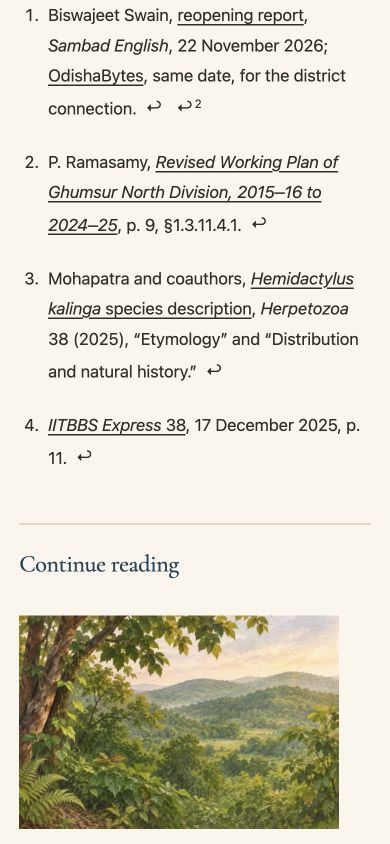 1. Biswajeet Swain, reopening report,
Sambad English, 22 November 2026;
OdishaBytes, same date, for the district
connection. ↩ ↩2
2. P. Ramasamy, Revised Working Plan of
Ghumsur North Division, 2015–16 to
2024–25, p. 9, §1.3.11.4.1. ↩
3. Mohapatra and coauthors, Hemidactylus
kalinga species description, Herpetozoa
38 (2025), “Etymology” and “Distribution
and natural history.” ↩
4. IITBBS Express 38, 17 December 2025, p.
11. ↩
Continue reading